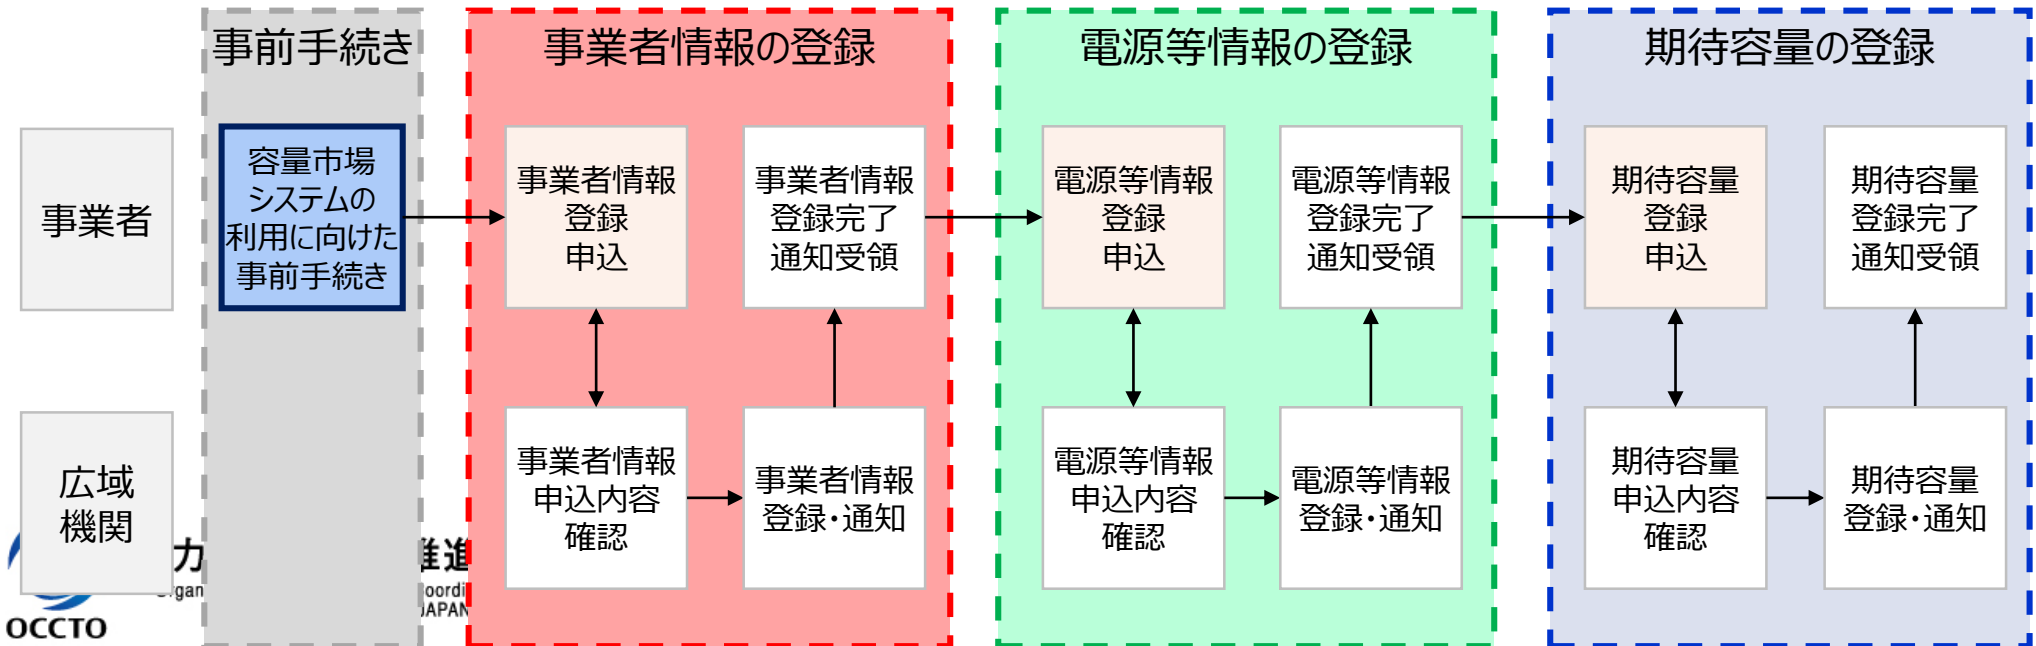 事前手続き
事業者情報の登録
電源等情報の登録
期待容量の登録
事業者
容量市場
システムの
利用に向けた
事前手続き
事業者情報
登録
申込
事業者情報
登録完了
通知受領
電源等情報
登録
申込
電源等情報
登録完了
通知受領
期待容量
登録
申込
期待容量
登録完了
通知受領
広域
機関
事業者情報
申込内容
確認
事業者情報
登録・通知
電源等情報
申込内容
確認
電源等情報
登録・通知
期待容量
申込内容
確認
期待容量
登録・通知
力
推進
Organ
oordi
JAPAN
OCCTO